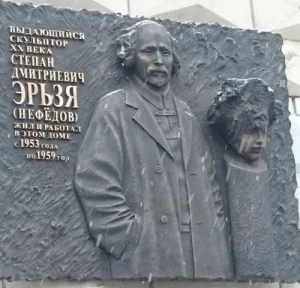 ВЫДАЮЩИЙСЯ
СКУЛЬПТОР
XX ВЕКА
СТЕПАН
ДМИТРИЕВИЧ
ЭРЬЗЯ
(НЕФЁДОВ)
ЖИЛ И РАБОТАЛ
В ЭТОМ ДОМЕ
с 1953 года
по 1959 год